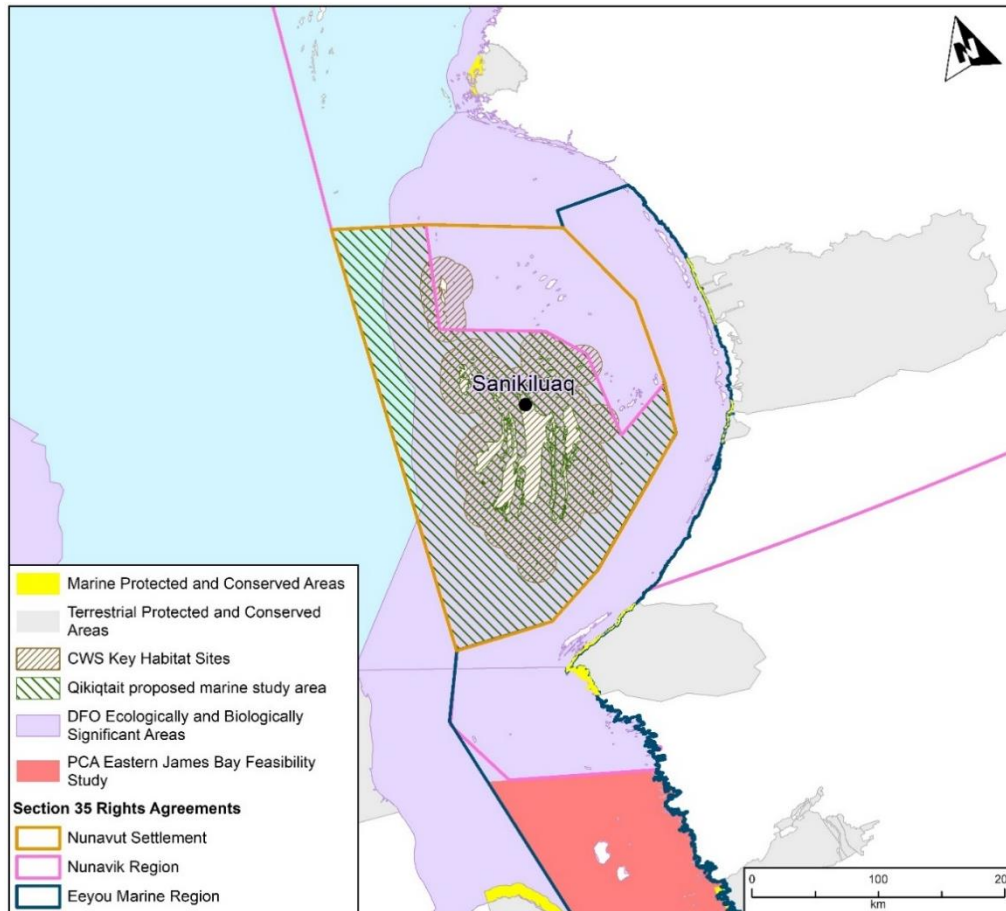 N
Sanikiluaq
Marine Protected and Conserved Areas
Terrestrial Protected and Conserved
Areas
CWS Key Habitat Sites
Qikiqtait proposed marine study area
DFO Ecologically and Biologically
Significant Areas
PCA Eastern James Bay Feasibility
Study
Section 35 Rights Agreements
Nunavut Settlement
Nunavik Region
Eeyou Marine Region
0 100
km